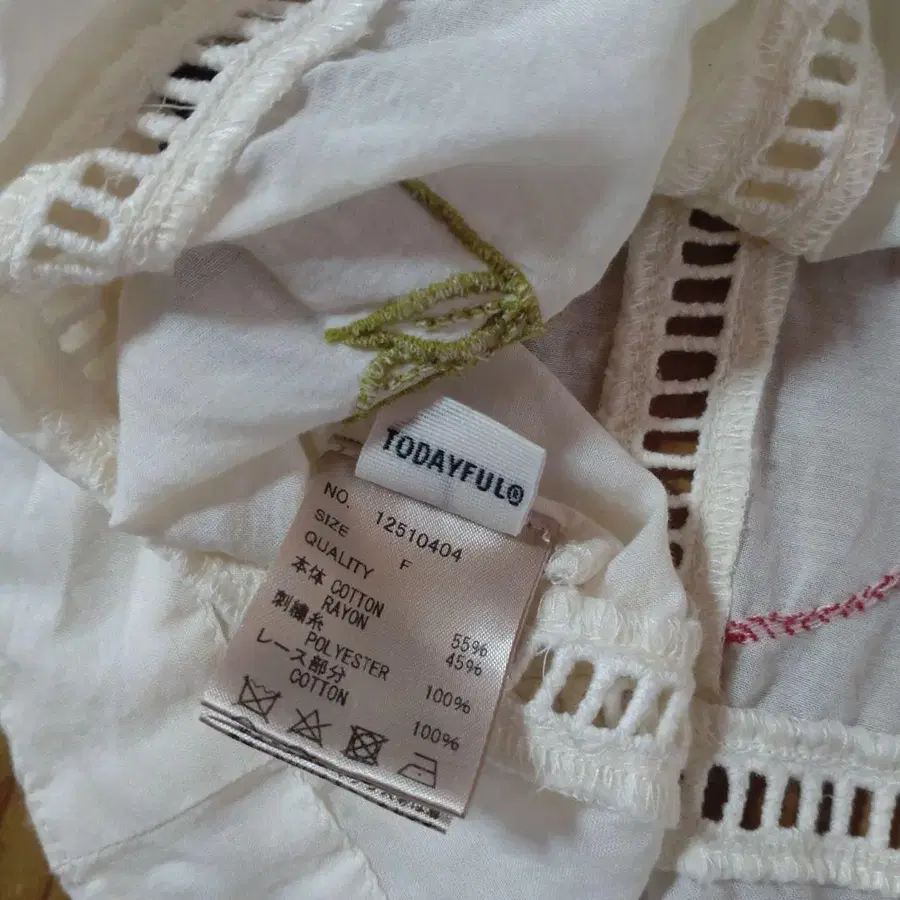 TODAYFUL®
NO. 12510404
SIZE F
QUALITY
本体 COTTON 55%
RAYON 45%
刺繍糸
POLYESTER 100%
レース部分
COTTON 100%